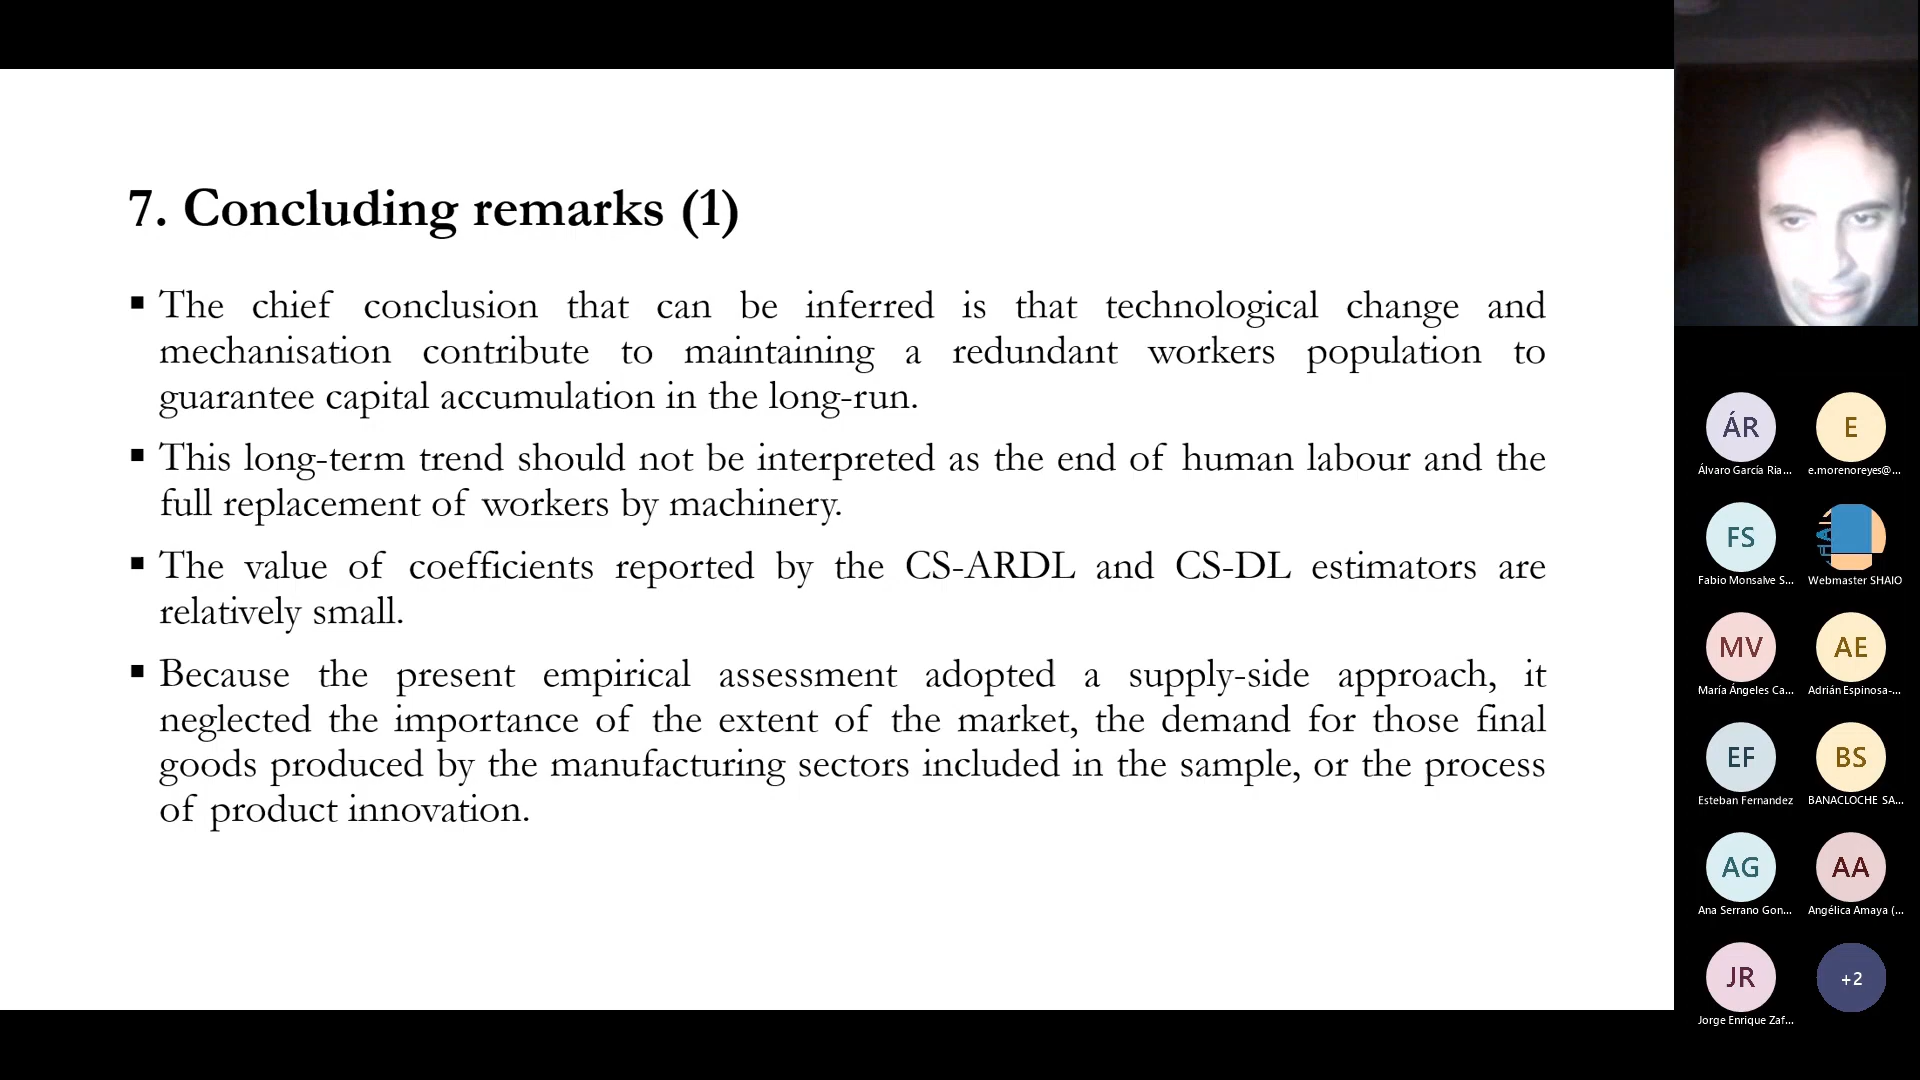 7. Concluding remarks (1)
▪ The chief conclusion that can be inferred is that technological change and
mechanisation contribute to maintaining a redundant workers population to
guarantee capital accumulation in the long-run.
▪ This long-term trend should not be interpreted as the end of human labour and the
full replacement of workers by machinery.
▪ The value of coefficients reported by the CS-ARDL and CS-DL estimators are
relatively small.
▪ Because the present empirical assessment adopted a supply-side approach, it
neglected the importance of the extent of the market, the demand for those final
goods produced by the manufacturing sectors included in the sample, or the process
of product innovation.
ÁR
E
Álvaro García Ria...
e.morenoreyes@...
FS
Fabio Monsalve S...
Webmaster SHAIO
MV
AE
María Ángeles Ca...
Adrián Espinosa-...
EF
BS
Esteban Fernandez
BANACLOCHE SA...
AG
AA
Ana Serrano Gon...
Angélica Amaya (...
JR
+2
Jorge Enrique Zaf...